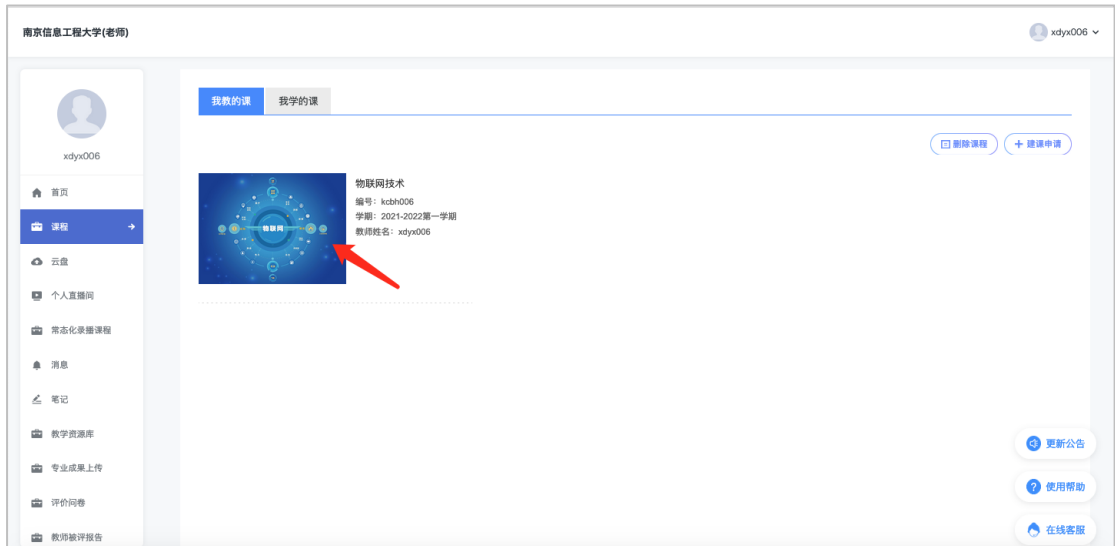 南京信息工程大学(老师)
xdyx006
xdyx006
首页
课程
云盘
个人直播间
常态化录播课程
消息
笔记
教学资源库
专业成果上传
评价问卷
教师被评报告
我教的课 我学的课
删除课程 + 建课申请
物联网
物联网技术
编号：kcbh006
学期：2021-2022第一学期
教师姓名：xdyx006
更新公告
使用帮助
在线客服